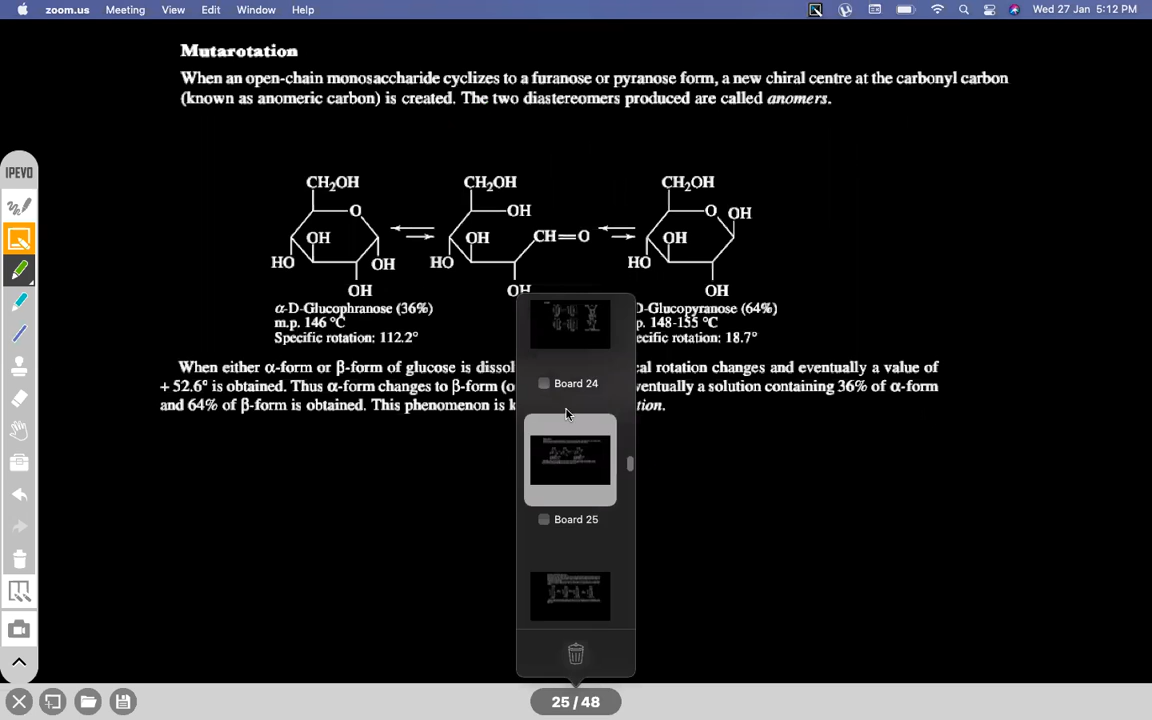 zoom.us Meeting View Edit Window Help Wed 27 Jan 5:12 PM
Mutarotation
When an open-chain monosaccharide cyclizes to a furanose or pyranose form, a new chiral centre at the carbonyl carbon
(known as anomeric carbon) is created. The two diastereomers produced are called anomers.
IPEVO
CH₂OH CH₂OH CH₂OH
O OH O OH
OH OH CH=O OH
HO OH HO HO
OH OH OH
α-D-Glucophranose (36%) D-Glucopyranose (64%)
m.p. 146 °C p. 148-155 °C
Specific rotation: 112.2° ecific rotation: 18.7°
When either α-form or β-form of glucose is dissol cal rotation changes and eventually a value of
+ 52.6° is obtained. Thus α-form changes to β-form (o ventually a solution containing 36% of α-form
and 64% of β-form is obtained. This phenomenon is k otion.
Board 24
Board 25
25 / 48